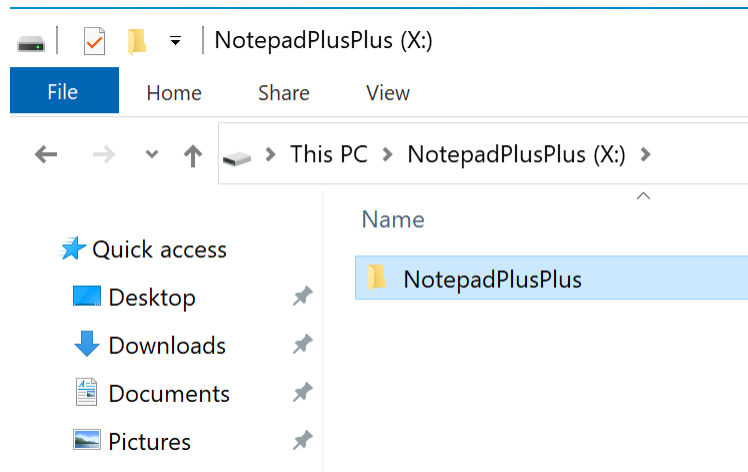 NotepadPlusPlus (X:)
File Home Share View
This PC NotepadPlusPlus (X:)
Name
Quick access
NotepadPlusPlus
Desktop
Downloads
Documents
Pictures